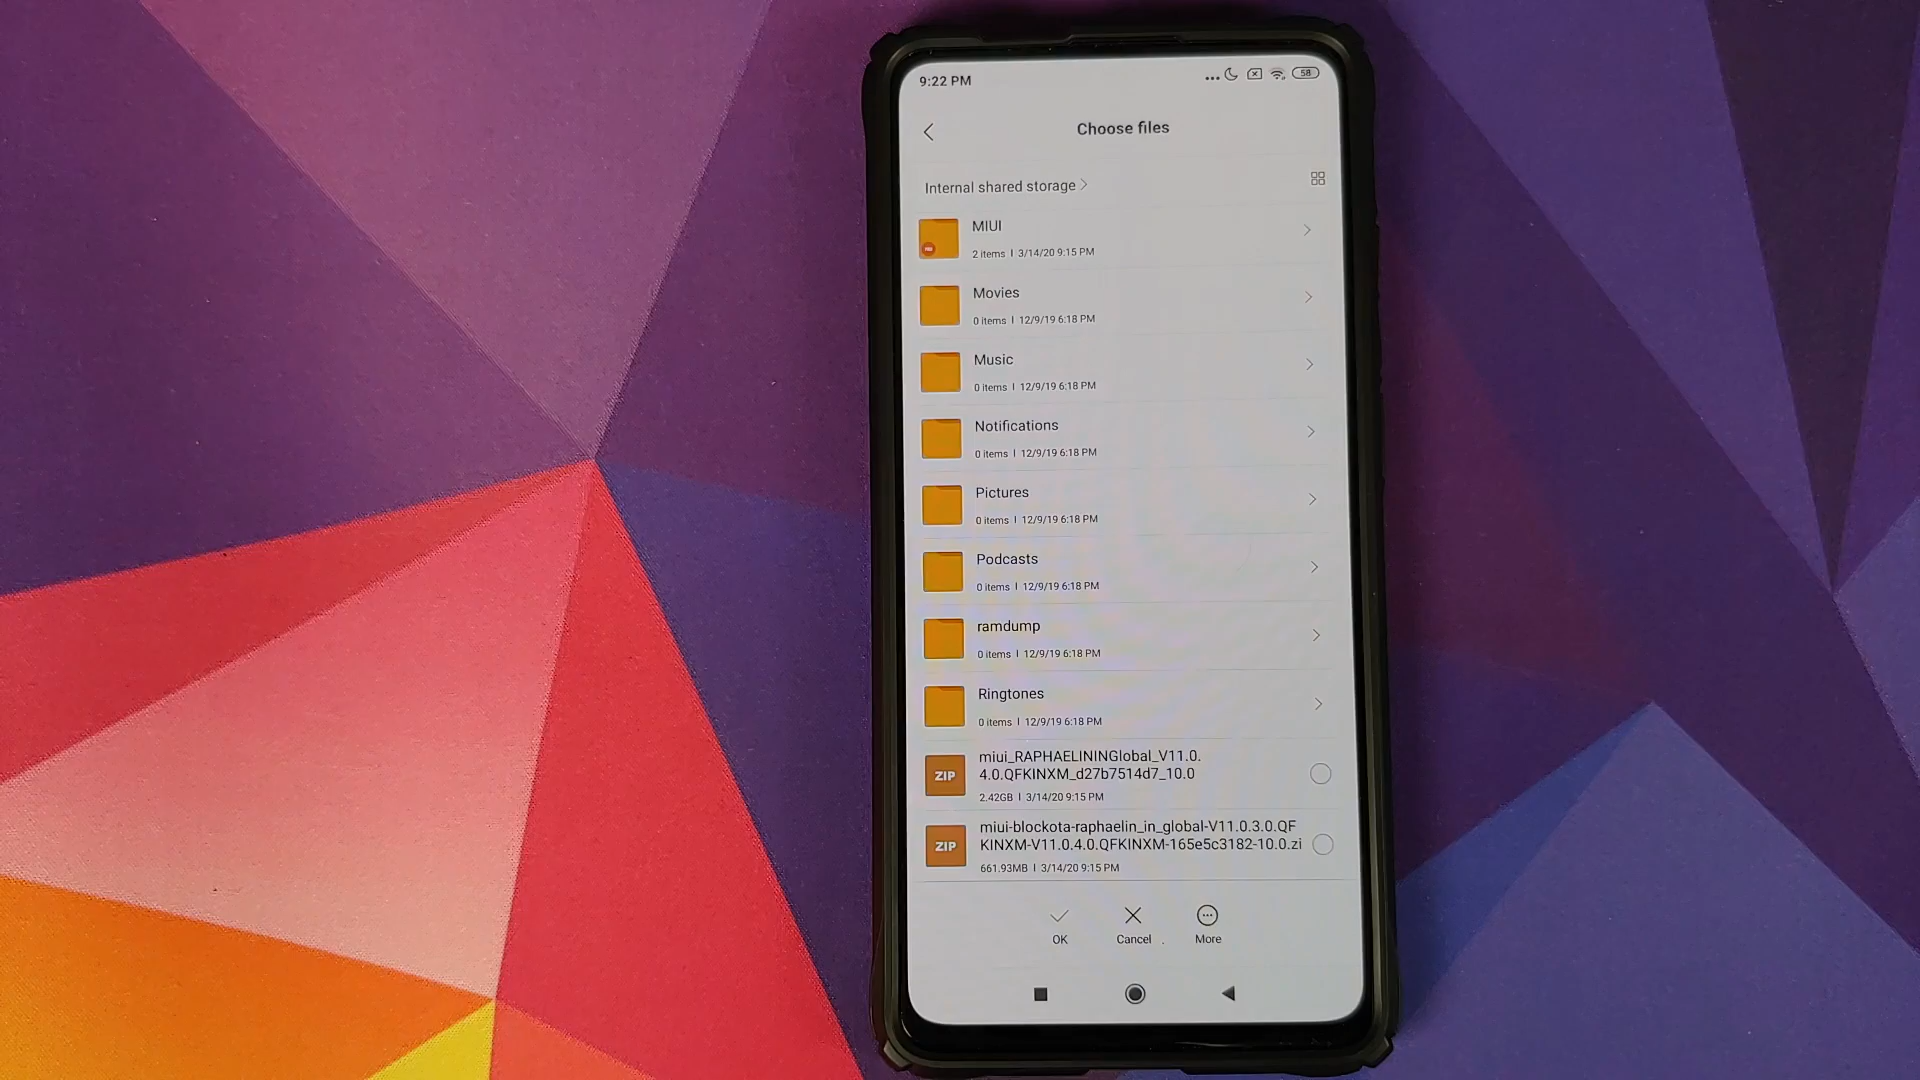 9:22 PM
58
Choose files
Internal shared storage
MIUI
2 items | 3/14/20 9:15 PM
Movies
0 items | 12/9/19 6:18 PM
Music
0 items | 12/9/19 6:18 PM
Notifications
0 items | 12/9/19 6:18 PM
Pictures
0 items | 12/9/19 6:18 PM
Podcasts
0 items | 12/9/19 6:18 PM
ramdump
0 items | 12/9/19 6:18 PM
Ringtones
0 items | 12/9/19 6:18 PM
ZIP
miui_RAPHAELININGlobal_V11.0.
4.0.QFKINXM_d27b7514d7_10.0
2.42GB | 3/14/20 9:15 PM
ZIP
miui-blockota-raphaelin_in_global-V11.0.3.0.QF
KINXM-V11.0.4.0.QFKINXM-165e5c3182-10.0.zi
661.93MB | 3/14/20 9:15 PM
OK
Cancel
More